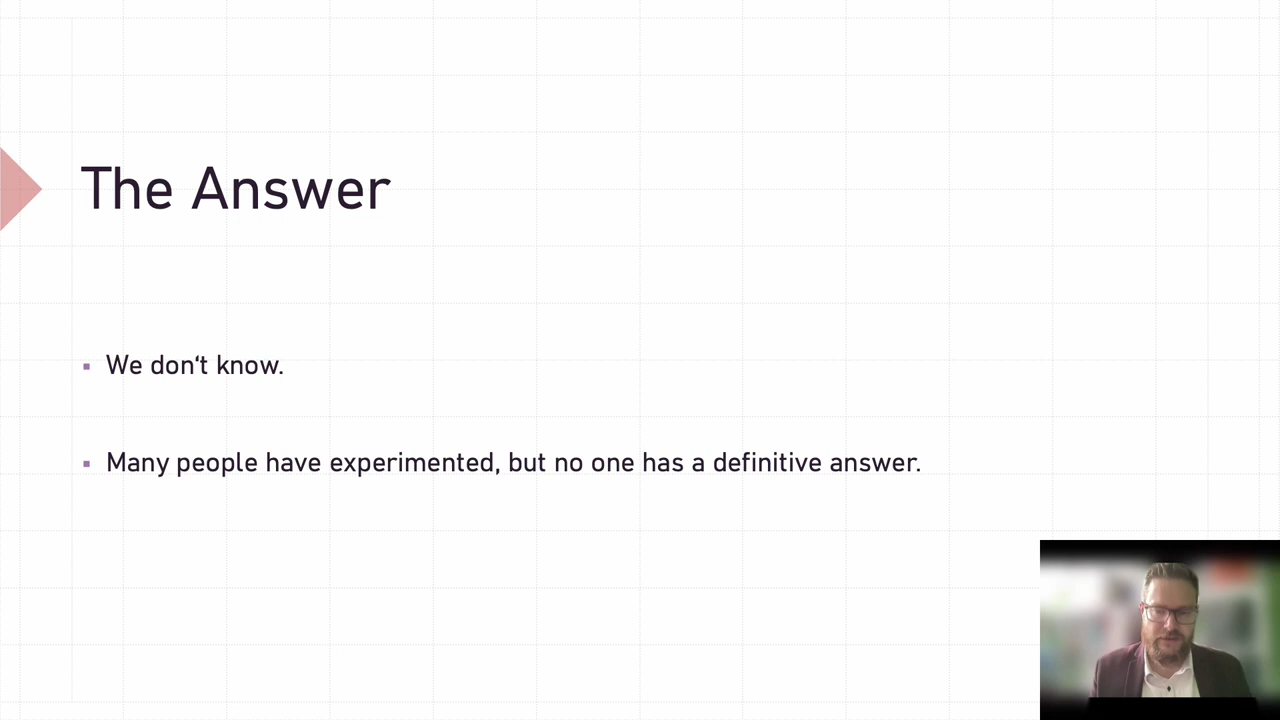 The Answer
We don‘t know.
Many people have experimented, but no one has a definitive answer.